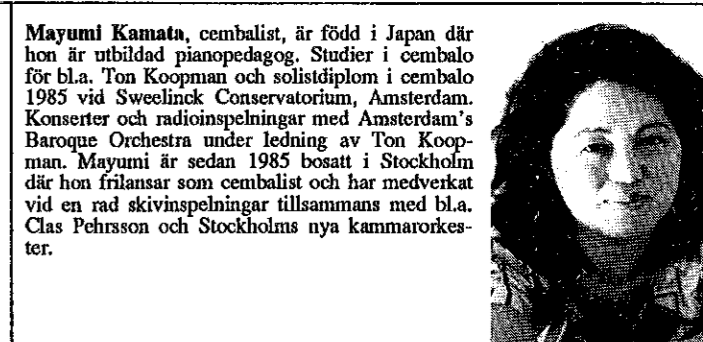 Mayumi Kamata, cembalist, är född i Japan där
hon är utbildad pianopedagog. Studier i cembalo
för bl.a. Ton Koopman och solistdiplom i cembalo
1985 vid Sweelinck Conservatorium, Amsterdam.
Konserter och radioinspelningar med Amsterdam's
Baroque Orchestra under ledning av Ton Koop-
man. Mayumi är sedan 1985 bosatt i Stockholm
där hon frilansar som cembalist och har medverkat
vid en rad skivinspelningar tillsammans med bl.a.
Clas Pehrsson och Stockholms nya kammarorkes-
ter.